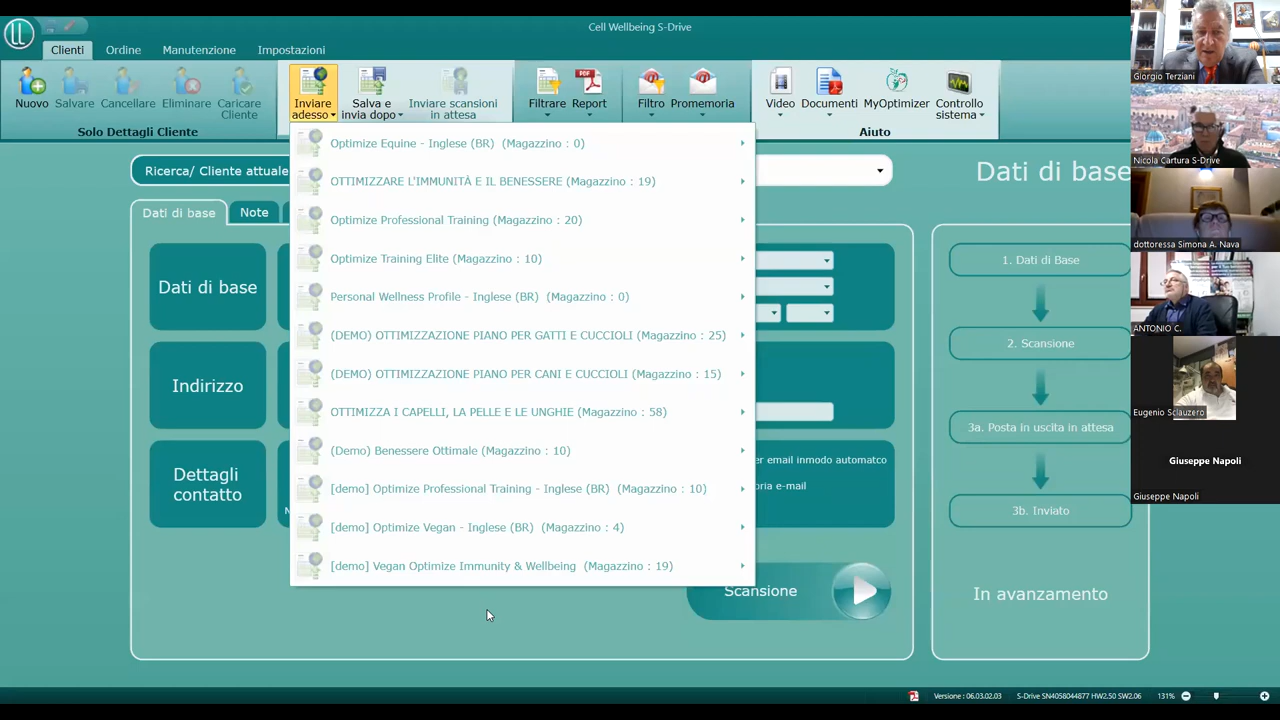 Cell Wellbeing S-Drive
Clienti
Ordine
Manutenzione
Impostazioni
Nuovo
Salvare
Cancellare
Eliminare
Caricare
Cliente
Solo Dettagli Cliente
Inviare
adesso
Salva e
invia dopo
Inviare scansioni
in attesa
Filtrare
PDF
Report
Filtro
Promemoria
Video
Documenti
MyOptimizer
Controllo
sistema
Aiuto
Ricerca/ Cliente attuale
Dati di base
Note
Dati di base
Indirizzo
Dettagli
contatto
Optimize Equine - Inglese (BR) (Magazzino : 0)
OTTIMIZZARE L'IMMUNITÀ E IL BENESSERE (Magazzino : 19)
Optimize Professional Training (Magazzino : 20)
Optimize Training Elite (Magazzino : 10)
Personal Wellness Profile - Inglese (BR) (Magazzino : 0)
(DEMO) OTTIMIZZAZIONE PIANO PER GATTI E CUCCIOLI (Magazzino : 25)
(DEMO) OTTIMIZZAZIONE PIANO PER CANI E CUCCIOLI (Magazzino : 15)
OTTIMIZZA I CAPELLI, LA PELLE E LE UNGHIE (Magazzino : 58)
(Demo) Benessere Ottimale (Magazzino : 10)
[demo] Optimize Professional Training - Inglese (BR) (Magazzino : 10)
[demo] Optimize Vegan - Inglese (BR) (Magazzino : 4)
[demo] Vegan Optimize Immunity & Wellbeing (Magazzino : 19)
er email inmodo automatco
ria e-mail
Scansione
Dati di base
1. Dati di Base
2. Scansione
3a. Posta in uscita in attesa
3b. Inviato
In avanzamento
Giorgio Terziani
Nicola Cartura S-Drive
dottoressa Simona A. Nava
ANTONIO C.
Eugenio Sclauzero
Giuseppe Napoli
Giuseppe Napoli
Versione : 06.03.02.03
S-Drive SN4058044877 HW2.50 SW2.06
131%